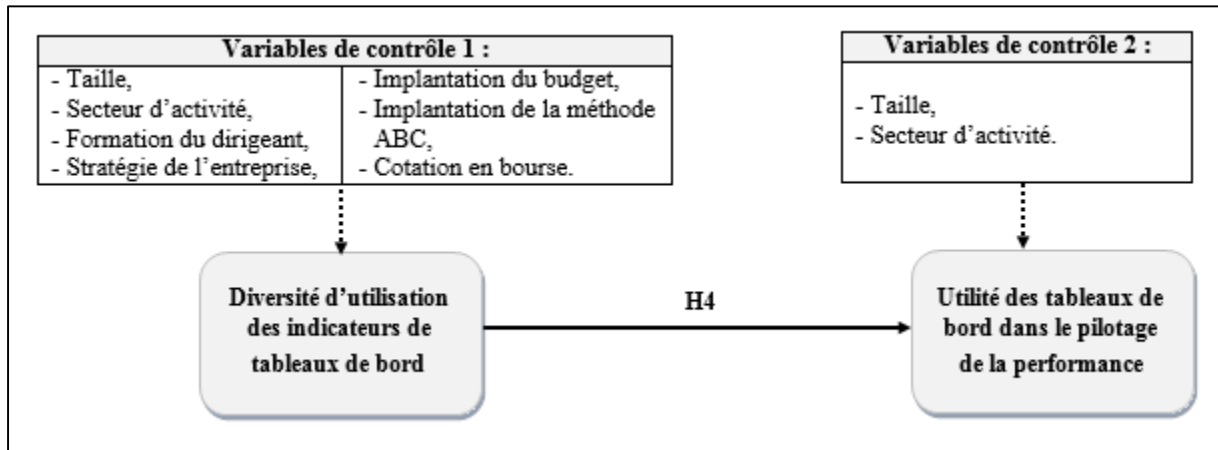 Variables de contrôle 1 :
- Taille,
- Secteur d’activité,
- Formation du dirigeant,
- Stratégie de l’entreprise,
- Implantation du budget,
- Implantation de la méthode
ABC,
- Cotation en bourse.
Variables de contrôle 2 :
- Taille,
- Secteur d’activité.
Diversité d’utilisation
des indicateurs de
tableaux de bord
H4
Utilité des tableaux de
bord dans le pilotage
de la performance